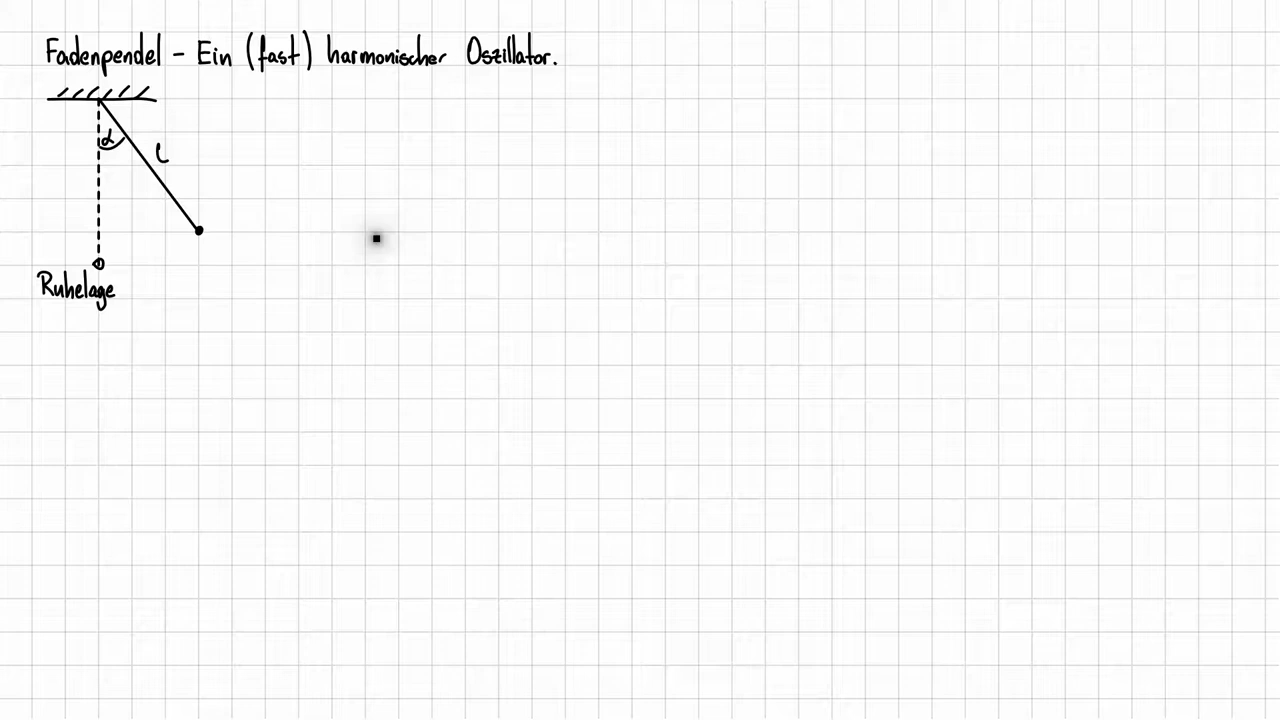 Fadenpendel - Ein (fast) harmonischer Oszillator.
α
l
Ruhelage